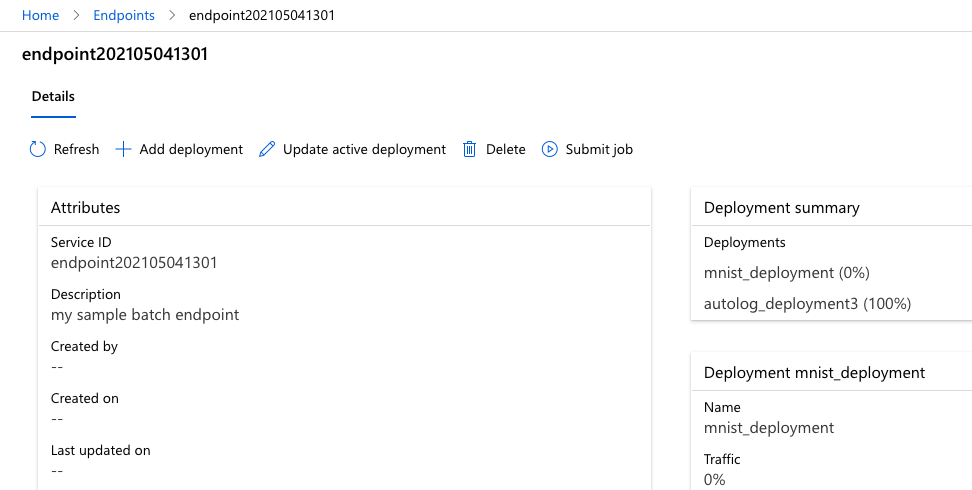 Home > Endpoints > endpoint202105041301
endpoint202105041301
Details
Refresh Add deployment Update active deployment Delete Submit job
Attributes
Service ID
endpoint202105041301
Description
my sample batch endpoint
Created by
--
Created on
--
Last updated on
--
Deployment summary
Deployments
mnist_deployment (0%)
autolog_deployment3 (100%)
Deployment mnist_deployment
Name
mnist_deployment
Traffic
0%